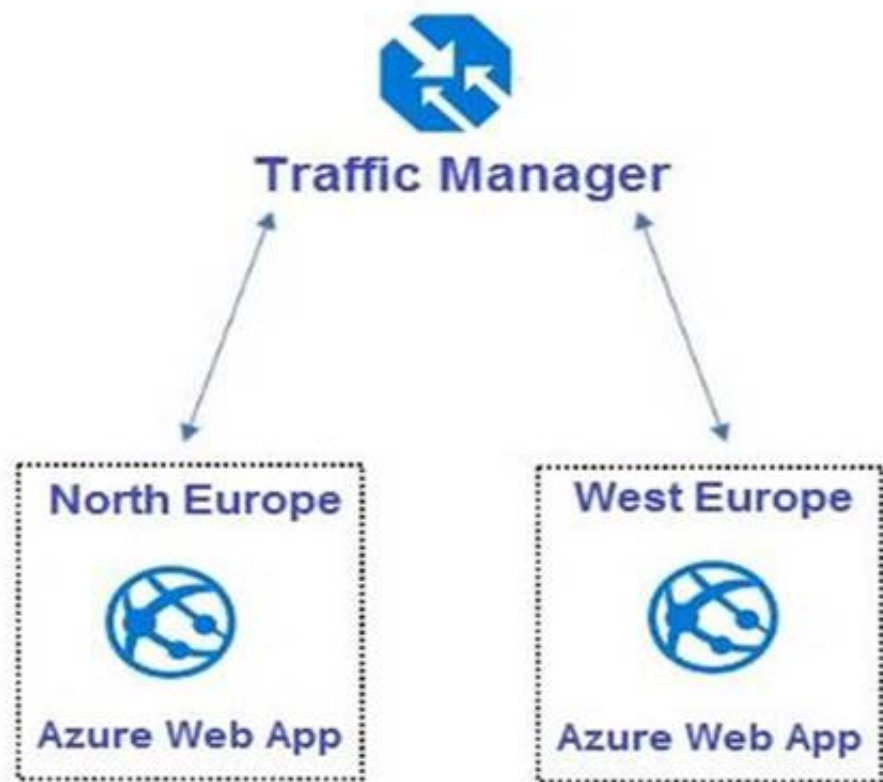 Traffic Manager
North Europe
Azure Web App
West Europe
Azure Web App